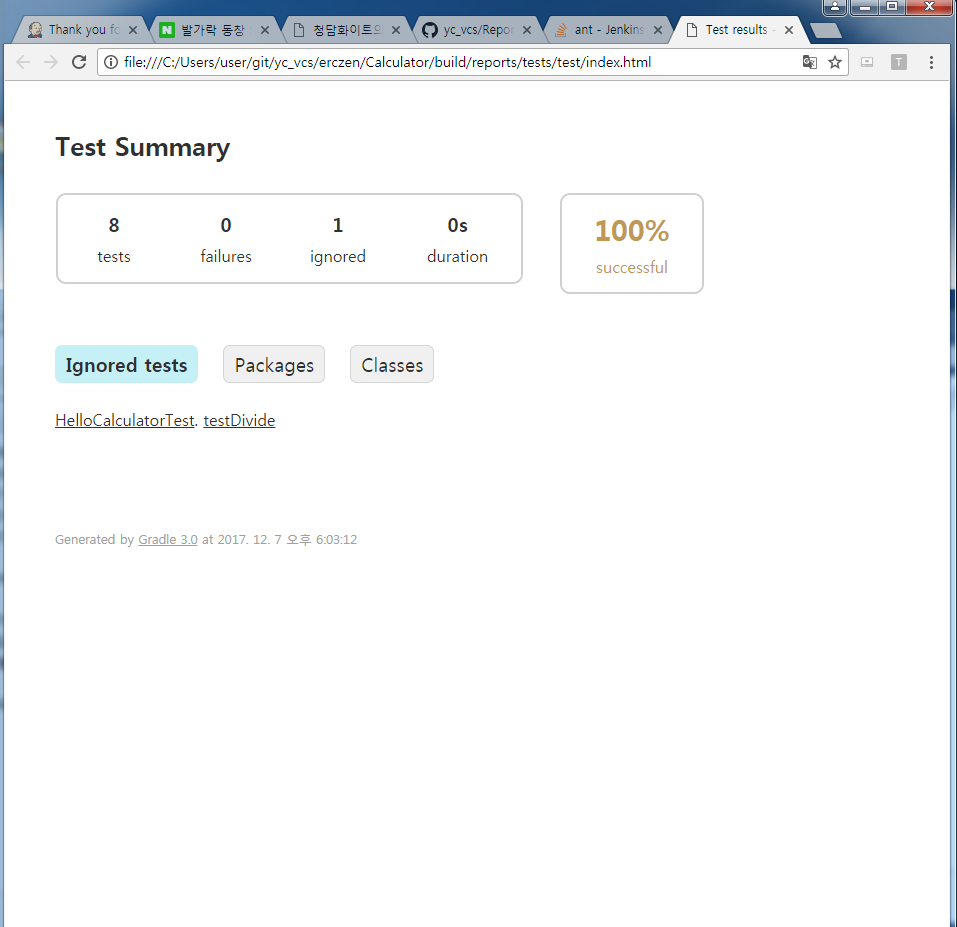 Thank you fo
발가락 동창
청담화이트의
yc_vcs/Repor
ant - Jenkins
Test results -
file:///C:/Users/user/git/yc_vcs/erczen/Calculator/build/reports/tests/test/index.html
T
Test Summary
8 0 1 0s
tests failures ignored duration
100%
successful
Ignored tests Packages Classes
HelloCalculatorTest. testDivide
Generated by Gradle 3.0 at 2017. 12. 7 오후 6:03:12